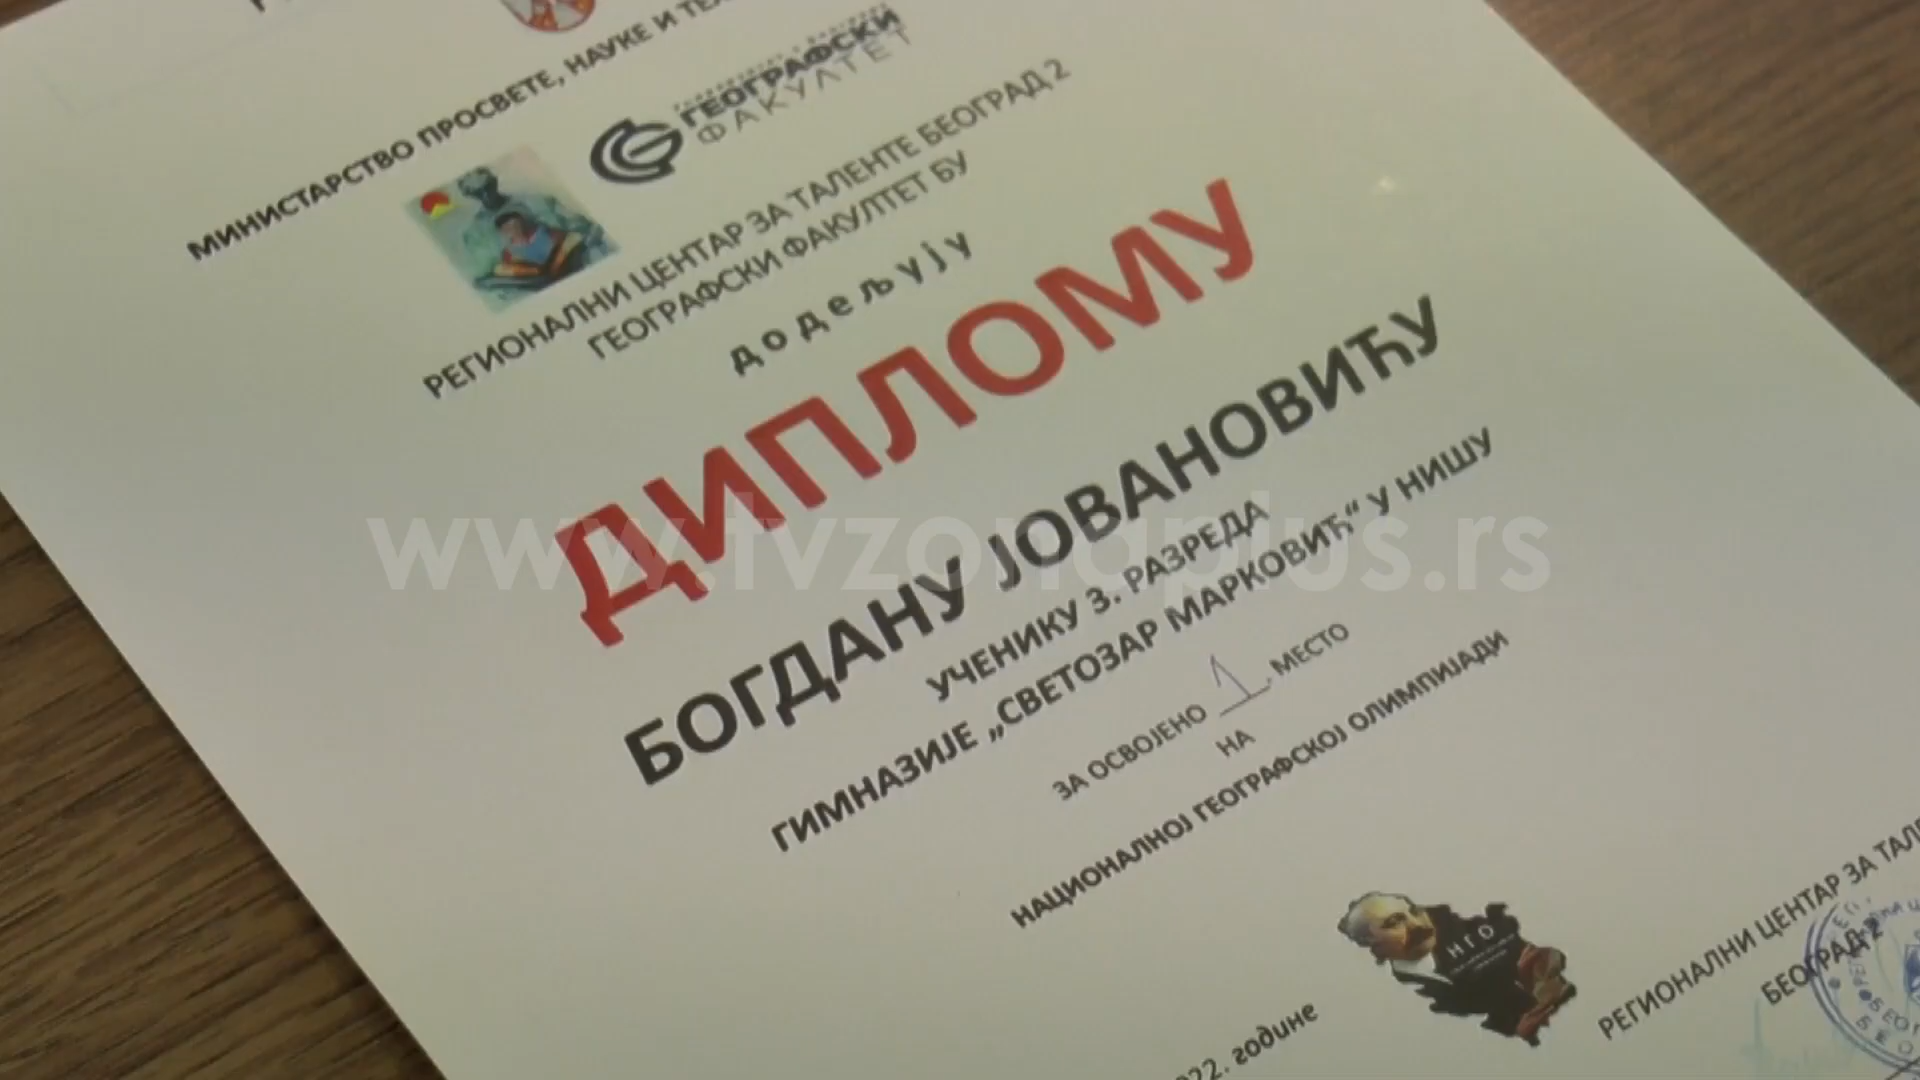 МИНИСТАРСТВО ПРОСВЕТЕ, НАУКЕ И
ГЕОГРАФСКИ
ФАКУЛТЕТ
РЕГИОНАЛНИ ЦЕНТАР ЗА ТАЛЕНТЕ БЕОГРАД 2
ГЕОГРАФСКИ ФАКУЛТЕТ БУ
додељују
ДИПЛОМУ
БОГДАНУ ЈОВАНОВИЋУ
УЧЕНИКУ 3. РАЗРЕДА
ГИМНАЗИЈЕ „СВЕТОЗАР МАРКОВИЋ“ У НИШУ
ЗА ОСВОЈЕНО 1. МЕСТО
НА
НАЦИОНАЛНОЈ ГЕОГРАФСКОЈ ОЛИМПИЈАДИ
НГО
РЕГИОНАЛНИ ЦЕНТАР ЗА
БЕОГРАД 2
022. године
www.tvzonaplus.rs